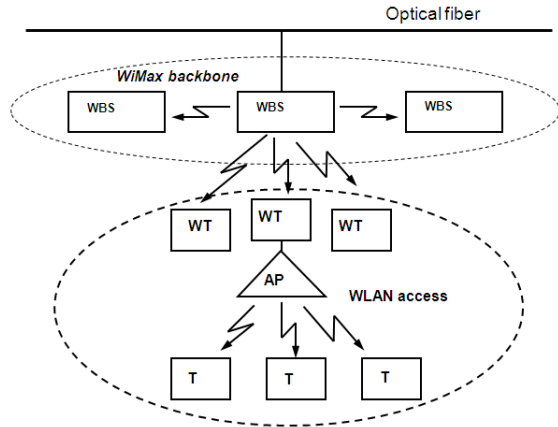 Optical fiber
WiMax backbone
WBS
WBS
WBS
WT
WT
WT
AP
WLAN access
T
T
T